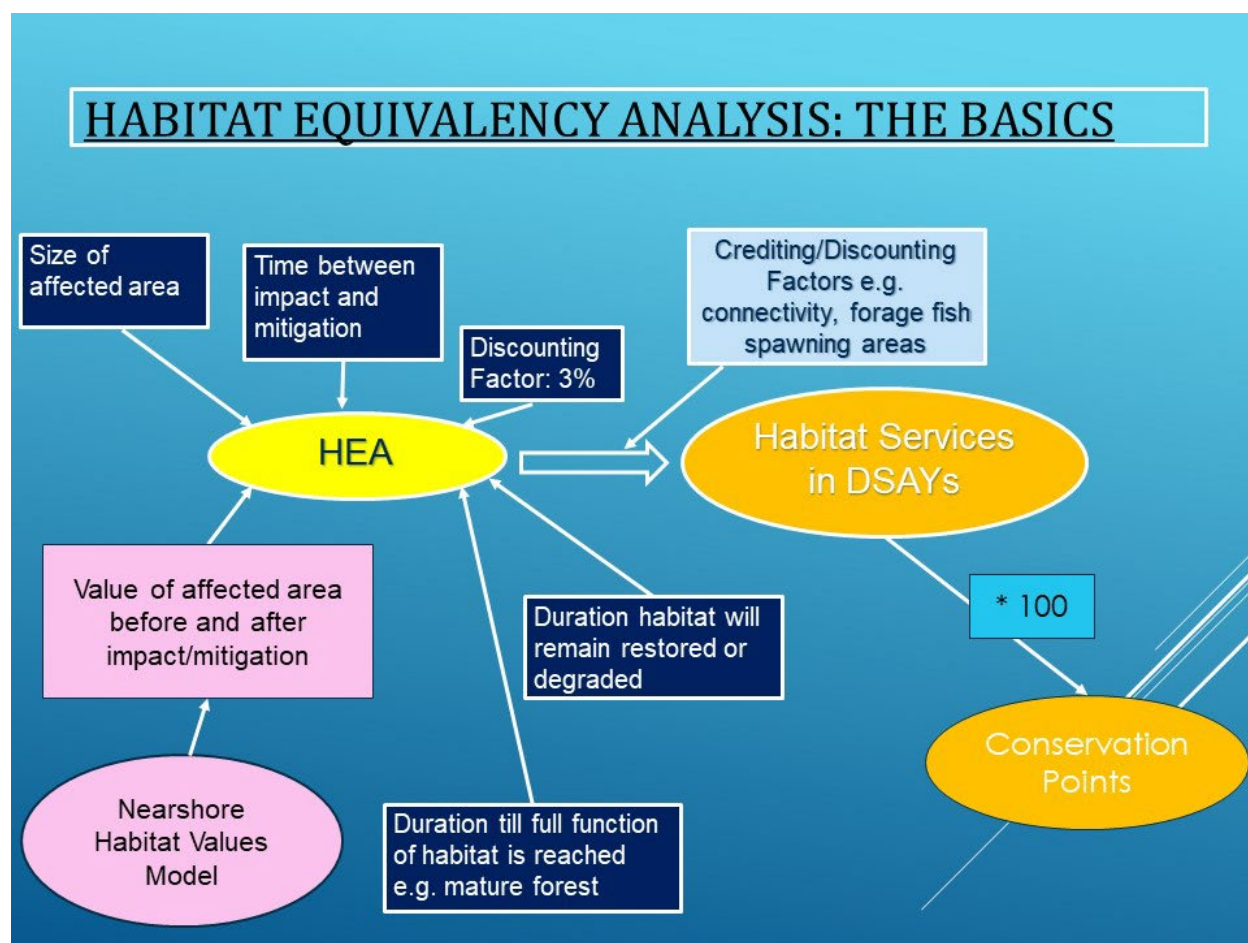 HABITAT EQUIVALENCY ANALYSIS: THE BASICS
Size of
affected area
Time between
impact and
mitigation
Discounting
Factor: 3%
Crediting/Discounting
Factors e.g.
connectivity, forage fish
spawning areas
HEA
Habitat Services
in DSAYs
Value of affected area
before and after
impact/mitigation
Duration habitat will
remain restored or
degraded
* 100
Nearshore
Habitat Values
Model
Duration till full function
of habitat is reached
e.g. mature forest
Conservation
Points